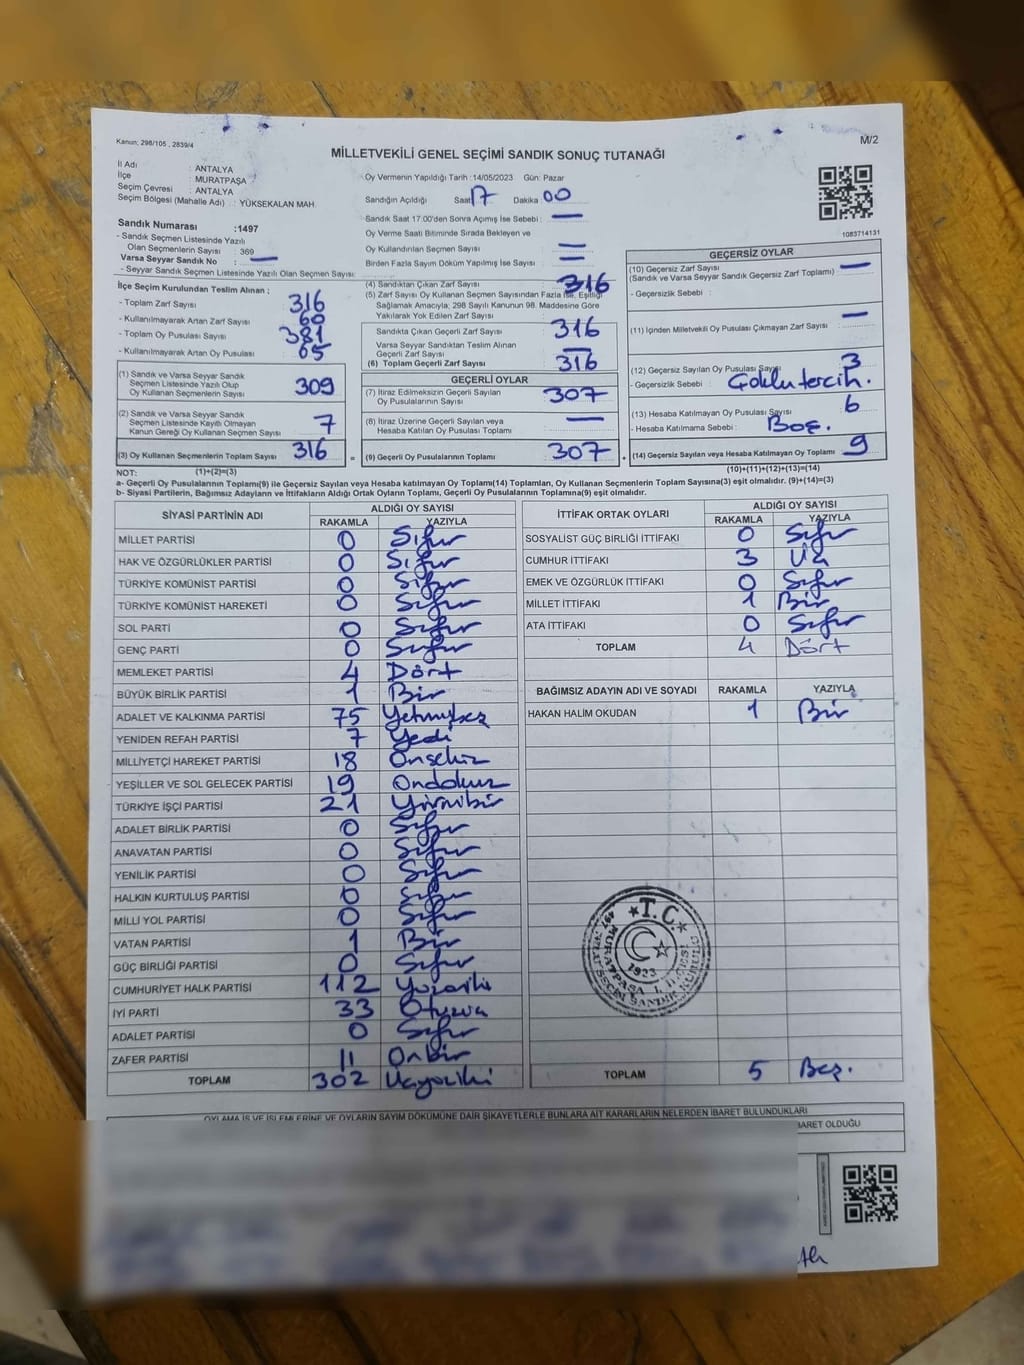 Kanun; 298/105 , 2839/4
M/2
MİLLETVEKİLİ GENEL SEÇİMİ SANDIK SONUÇ TUTANAĞI
İl Adı : ANTALYA
İlçe : MURATPAŞA
Seçim Çevresi : ANTALYA
Seçim Bölgesi (Mahalle Adı) : YÜKSEKALAN MAH.
Sandık Numarası :1497
- Sandık Seçmen Listesinde Yazılı
Olan Seçmenlerin Sayısı : 369
Varsa Seyyar Sandık No : —
- Seyyar Sandık Seçmen Listesinde Yazılı Olan Seçmen Sayısı:
Oy Vermenin Yapıldığı Tarih :14/05/2023 Gün: Pazar
Sandığın Açıldığı Saat 17 Dakika 00
Sandık Saat 17:00'den Sonra Açımış İse Sebebi : —
Oy Verme Saati Bitiminde Sırada Bekleyen ve
Oy Kullandırılan Seçmen Sayısı : —
Birden Fazla Sayım Döküm Yapılmış İse Sayısı : —
1083714131
İlçe Seçim Kurulundan Teslim Alınan ;
- Toplam Zarf Sayısı : 316
- Kullanılmayarak Artan Zarf Sayısı : 60
- Toplam Oy Pusulası Sayısı : 381
- Kullanılmayarak Artan Oy Pusulası : 65
(1) Sandık ve Varsa Seyyar Sandık
Seçmen Listesinde Yazılı Olup
Oy Kullanan Seçmenlerin Sayısı 309
(2) Sandık ve Varsa Seyyar Sandık
Seçmen Listesinde Kayıtlı Olmayan
Kanun Gereği Oy Kullanan Seçmen Sayısı 7
(3) Oy Kullanan Seçmenlerin Toplam Sayısı 316
(4) Sandıktan Çıkan Zarf Sayısı : 316
(5) Zarf Sayısı Oy Kullanan Seçmen Sayısından Fazla İse, Eşitliği
Sağlamak Amacıyla; 298 Sayılı Kanunun 98. Maddesine Göre
Yakılarak Yok Edilen Zarf Sayısı :
Sandıkta Çıkan Geçerli Zarf Sayısı : 316
Varsa Seyyar Sandıktan Teslim Alınan
Geçerli Zarf Sayısı : —
(6) Toplam Geçerli Zarf Sayısı : 316
GEÇERLİ OYLAR
(7) İtiraz Edilmeksizin Geçerli Sayılan
Oy Pusulalarının Sayısı : 307
(8) İtiraz Üzerine Geçerli Sayılan veya
Hesaba Katılan Oy Pusulası Toplamı : —
= (9) Geçerli Oy Pusulalarının Toplamı : 307 +
GEÇERSİZ OYLAR
(10) Geçersiz Zarf Sayısı : —
(Sandık ve Varsa Seyyar Sandık Geçersiz Zarf Toplamı)
- Geçersizlik Sebebi :
(11) İçinden Milletvekili Oy Pusulası Çıkmayan Zarf Sayısı : —
(12) Geçersiz Sayılan Oy Pusulası Sayısı : 3
- Geçersizlik Sebebi : Çoklu tercih.
(13) Hesaba Katılmayan Oy Pusulası Sayısı : 6
- Hesaba Katılmama Sebebi : Boş.
(14) Geçersiz Sayılan veya Hesaba Katılmayan Oy Toplamı : 9
NOT: (1)+(2)=(3) (10)+(11)+(12)+(13)=(14)
a- Geçerli Oy Pusulalarının Toplamı(9) ile Geçersiz Sayılan veya Hesaba Katılmayan Oy(14) Toplamları, Oy Kullanan Seçmenlerin Toplam Sayısına(3) eşit olmalıdır. (9)+(14)=(3)
b- Siyasi Partilerin, Bağımsız Adayların ve İttifakların Aldığı Ortak Oyların Toplamı, Geçerli Oy Pusulalarının Toplamına(9) eşit olmalıdır.
SİYASİ PARTİNİN ADI ALDIĞI OY SAYISI
RAKAMLA YAZIYLA
MİLLET PARTİSİ 0 Sıfır
HAK VE ÖZGÜRLÜKLER PARTİSİ 0 Sıfır
TÜRKİYE KOMÜNİST PARTİSİ 0 Sıfır
TÜRKİYE KOMÜNİST HAREKETİ 0 Sıfır
SOL PARTİ 0 Sıfır
GENÇ PARTİ 0 Sıfır
MEMLEKET PARTİSİ 4 Dört
BÜYÜK BİRLİK PARTİSİ 1 Bir
ADALET VE KALKINMA PARTİSİ 75 Yetmişbeş
YENİDEN REFAH PARTİSİ 7 Yedi
MİLLİYETÇİ HAREKET PARTİSİ 18 Onsekiz
YEŞİLLER VE SOL GELECEK PARTİSİ 19 Ondokuz
TÜRKİYE İŞÇİ PARTİSİ 21 Yirmibir
ADALET BİRLİK PARTİSİ 0 Sıfır
ANAVATAN PARTİSİ 0 Sıfır
YENİLİK PARTİSİ 0 Sıfır
HALKIN KURTULUŞ PARTİSİ 0 Sıfır
MİLLİ YOL PARTİSİ 0 Sıfır
VATAN PARTİSİ 1 Bir
GÜÇ BİRLİĞİ PARTİSİ 0 Sıfır
CUMHURİYET HALK PARTİSİ 112 Yüzoniki
İYİ PARTİ 33 Otuzüç
ADALET PARTİSİ 0 Sıfır
ZAFER PARTİSİ 11 Onbir
TOPLAM 302 Üçyüziki
İTTİFAK ORTAK OYLARI ALDIĞI OY SAYISI
RAKAMLA YAZIYLA
SOSYALİST GÜÇ BİRLİĞİ İTTİFAKI 0 Sıfır
CUMHUR İTTİFAKI 3 Üç
EMEK VE ÖZGÜRLÜK İTTİFAKI 0 Sıfır
MİLLET İTTİFAKI 1 Bir
ATA İTTİFAKI 0 Sıfır
TOPLAM 4 Dört
BAĞIMSIZ ADAYIN ADI VE SOYADI RAKAMLA YAZIYLA
HAKAN HALİM OKUDAN 1 Bir
T.C.
1923
TOPLAM 5 Beş.
OYLAMA İŞ VE İŞLEMLERİNE VE OYLARIN SAYIM DÖKÜMÜNE DAİR ŞİKAYETLERLE BUNLARA AİT KARARLARIN NELERDEN İBARET BULUNDUKLARI
BARET OLDUĞU